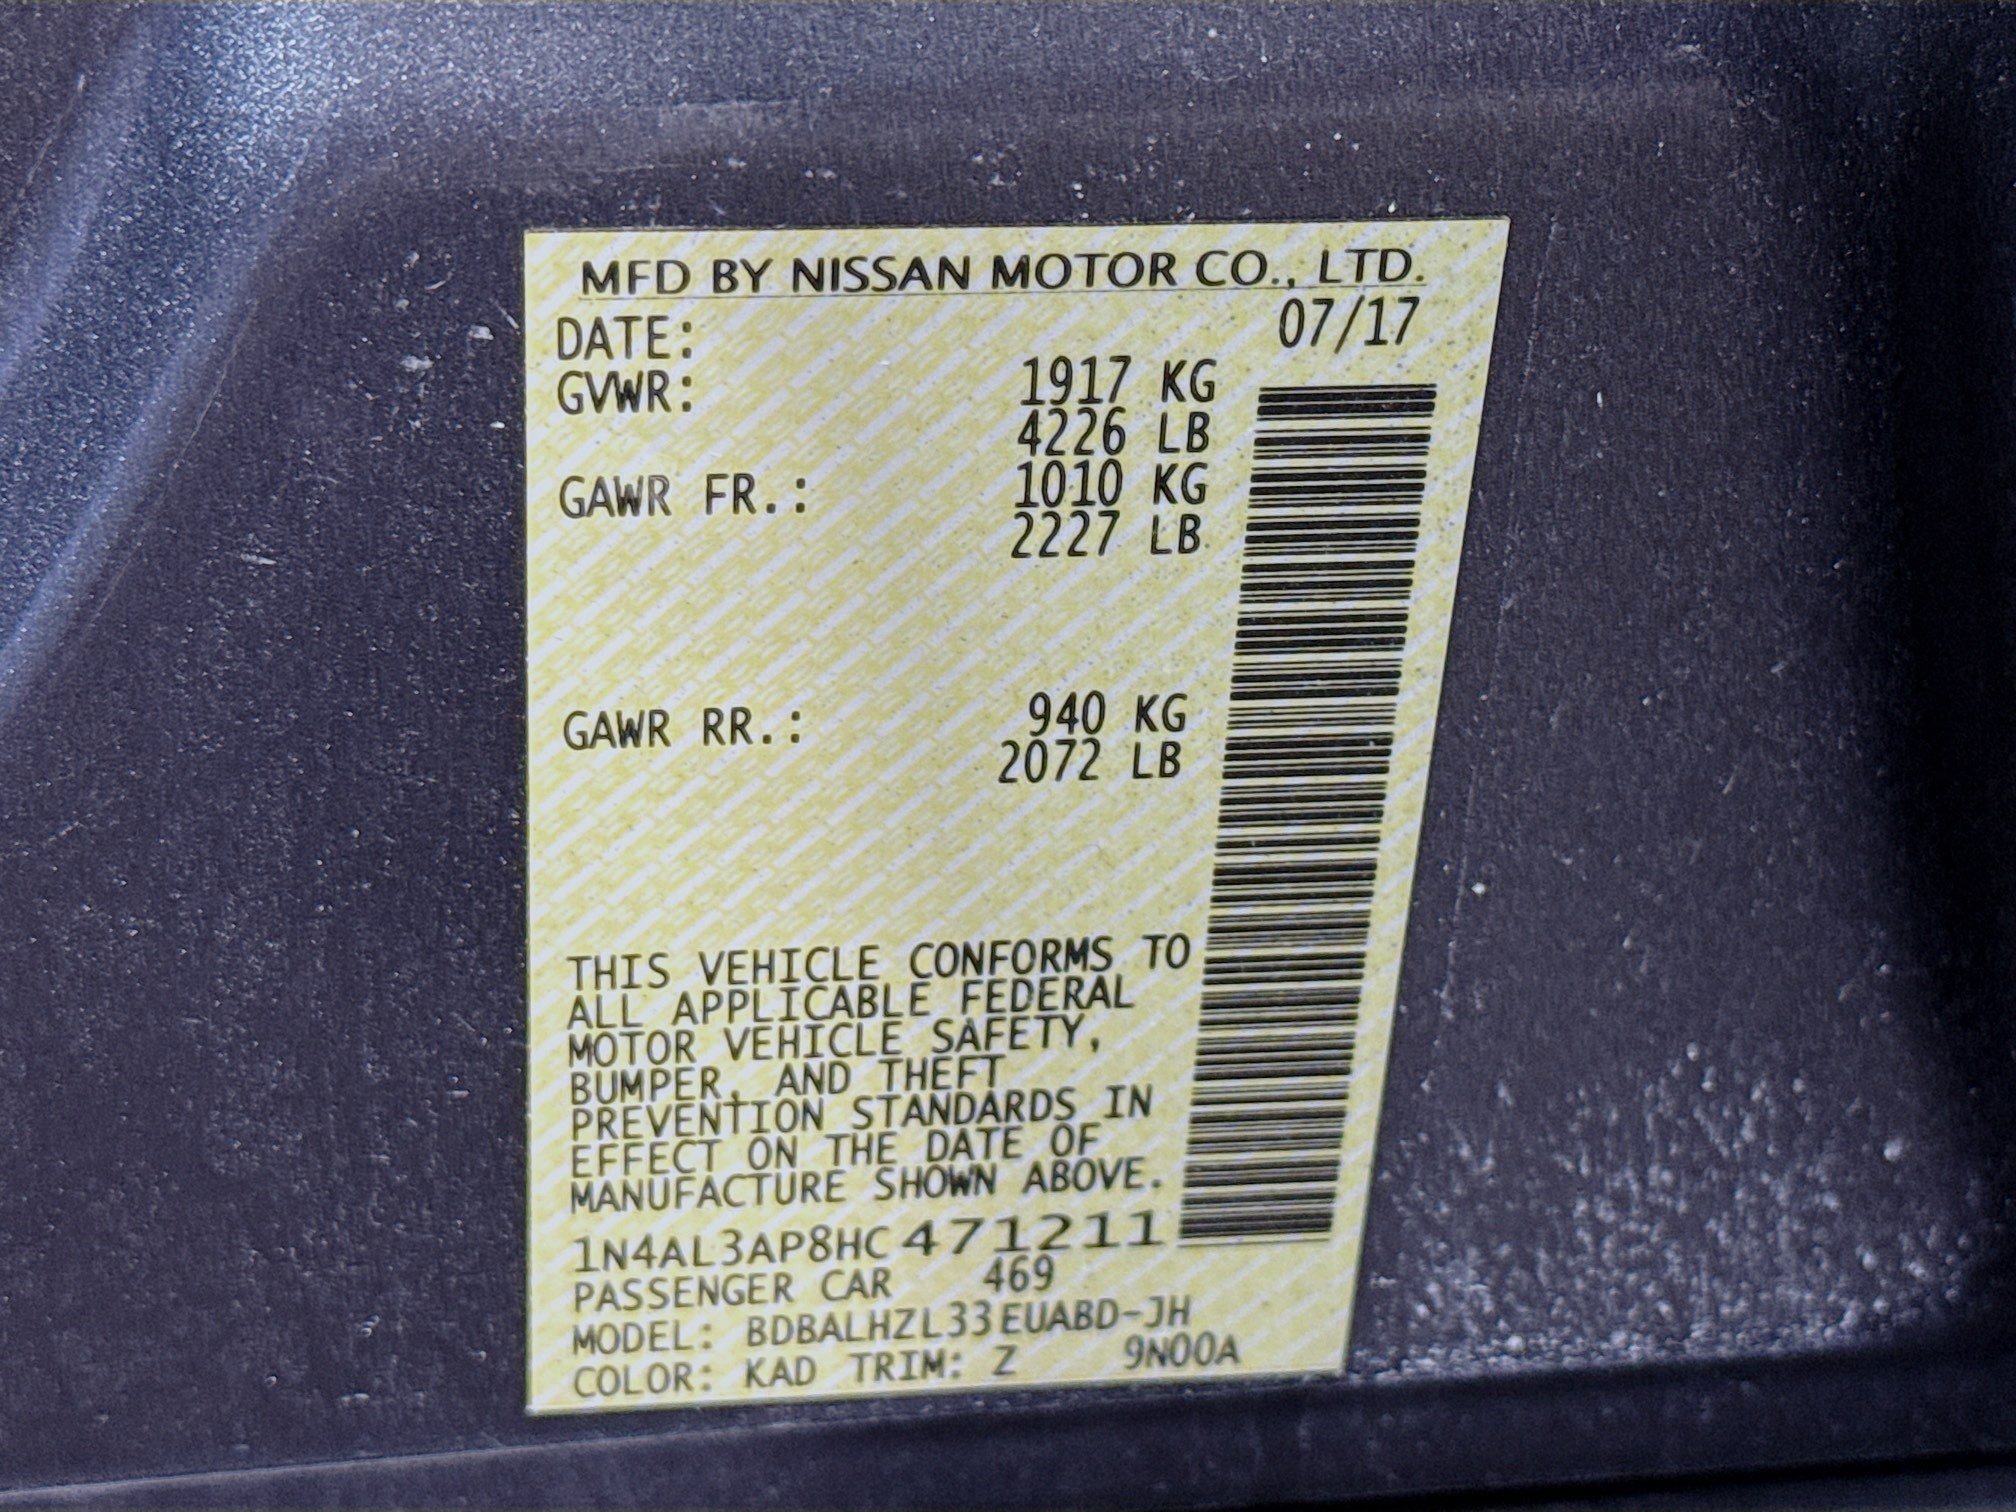 MFD BY NISSAN MOTOR CO., LTD.
DATE: 07/17
GVWR: 1917 KG
4226 LB
GAWR FR.: 1010 KG
2227 LB
GAWR RR.: 940 KG
2072 LB
THIS VEHICLE CONFORMS TO
ALL APPLICABLE FEDERAL
MOTOR VEHICLE SAFETY,
BUMPER, AND THEFT
PREVENTION STANDARDS IN
EFFECT ON THE DATE OF
MANUFACTURE SHOWN ABOVE.
1N4AL3AP8HC471211
PASSENGER CAR 469
MODEL: BDBALHZL33EUABD-JH
COLOR: KAD TRIM: Z 9N00A